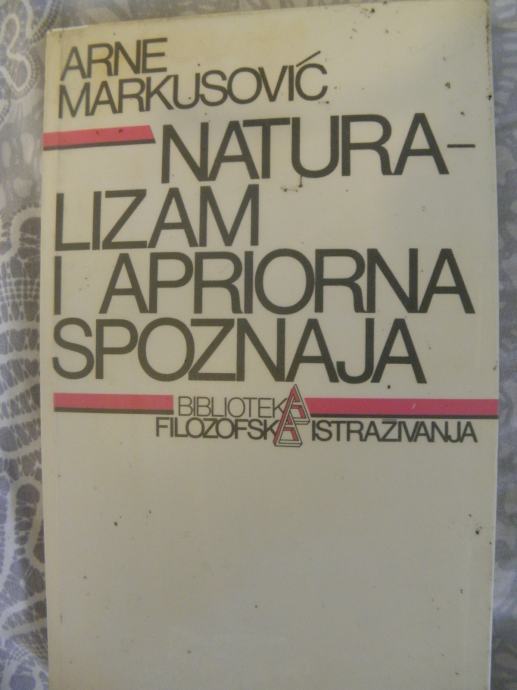 ARNE
MARKUSOVIĆ
NATURA-
LIZAM
I APRIORNA
SPOZNAJA
BIBLIOTEKA
FILOZOFSKA ISTRAŽIVANJA